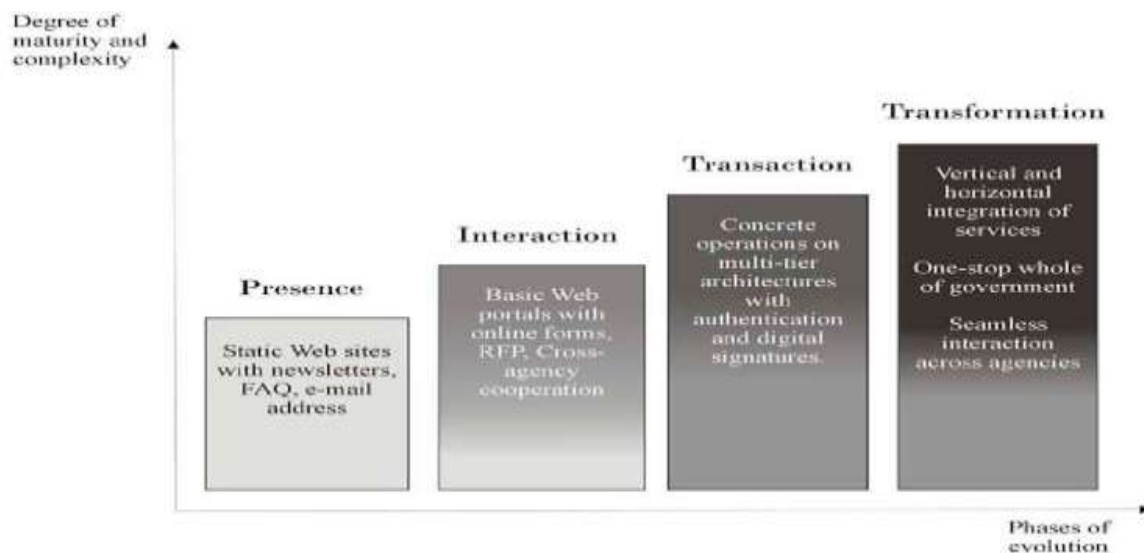 Degree of
maturity and
complexity
Transformation
Vertical and
horizontal
integration of
services
One-stop whole
of government
Seamless
interaction
across agencies
Transaction
Concrete
operations on
multi-tier
architectures
with
authentication
and digital
signatures.
Interaction
Basic Web
portals with
online forms,
RFP, Cross-
agency
cooperation
Presence
Static Web sites
with newsletters,
FAQ, e-mail
address
Phases of
evolution